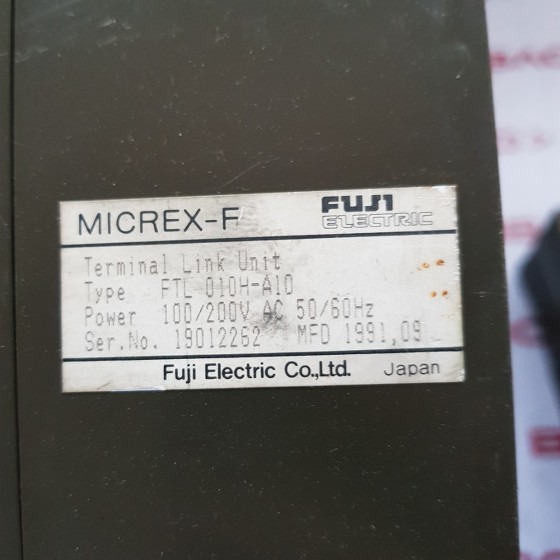 MICREX-F
FUJI
ELECTRIC
Terminal Link Unit
Type FTL 010H-A10
Power 100/200V AC 50/60Hz
Ser.No. 19012262 MFD 1991,09
Fuji Electric Co.,Ltd. Japan